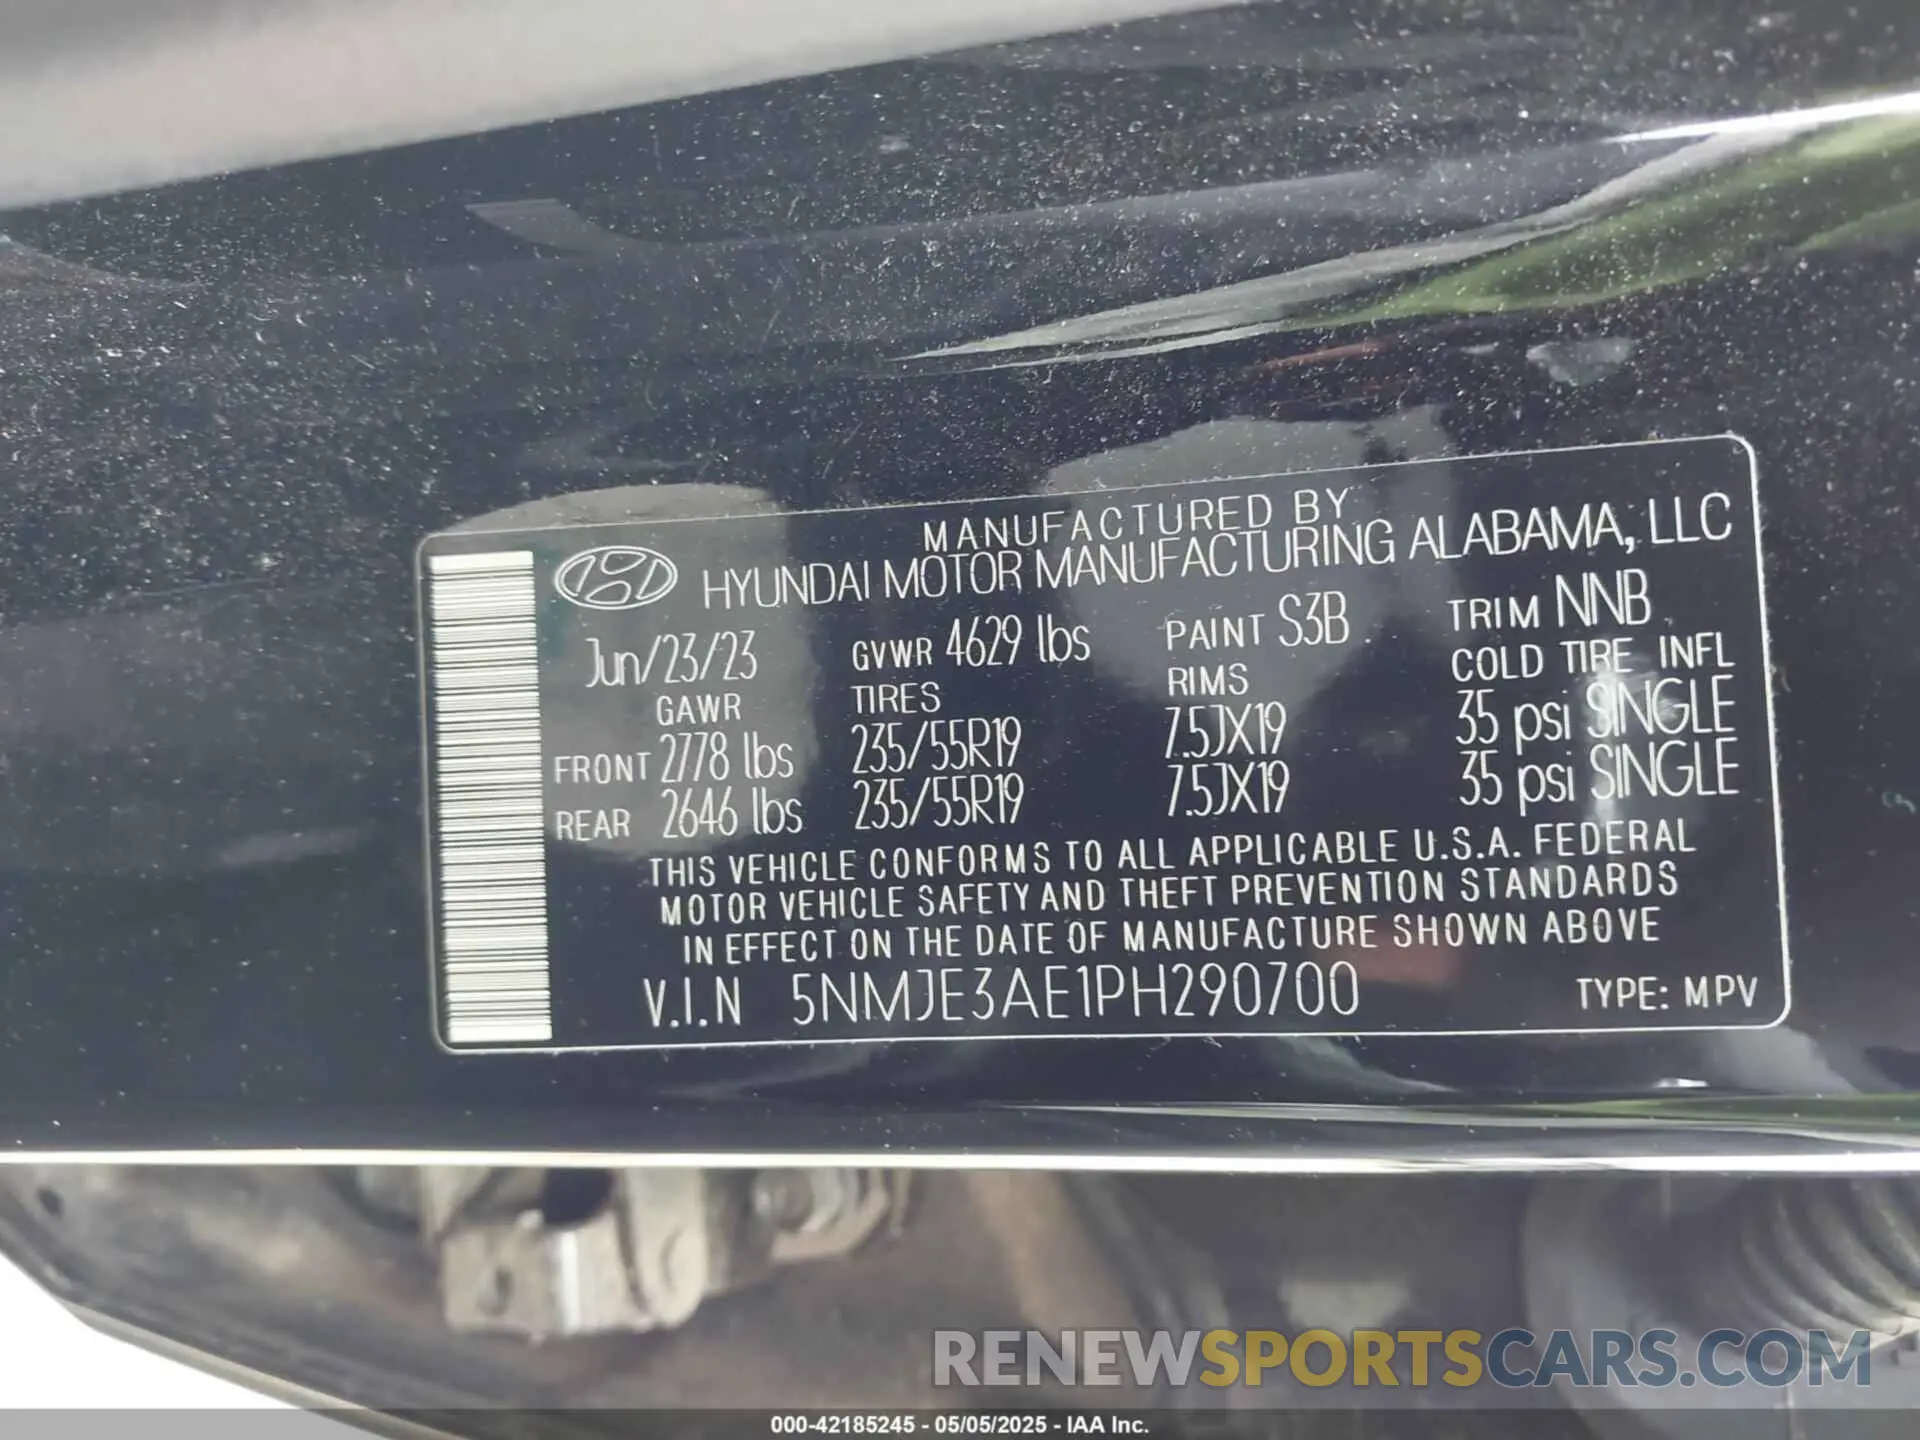 MANUFACTURED BY
HYUNDAI MOTOR MANUFACTURING ALABAMA, LLC
Jun/23/23 GVWR 4629 lbs PAINT S3B TRIM NNB
GAWR TIRES RIMS COLD TIRE INFL
FRONT 2778 lbs 235/55R19 7.5JX19 35 psi SINGLE
REAR 2646 lbs 235/55R19 7.5JX19 35 psi SINGLE
THIS VEHICLE CONFORMS TO ALL APPLICABLE U.S.A. FEDERAL
MOTOR VEHICLE SAFETY AND THEFT PREVENTION STANDARDS
IN EFFECT ON THE DATE OF MANUFACTURE SHOWN ABOVE
V.I.N 5NMJE3AE1PH290700 TYPE: MPV
RENEWSPORTSCARS.COM
000-42185245 - 05/05/2025 - IAA Inc.